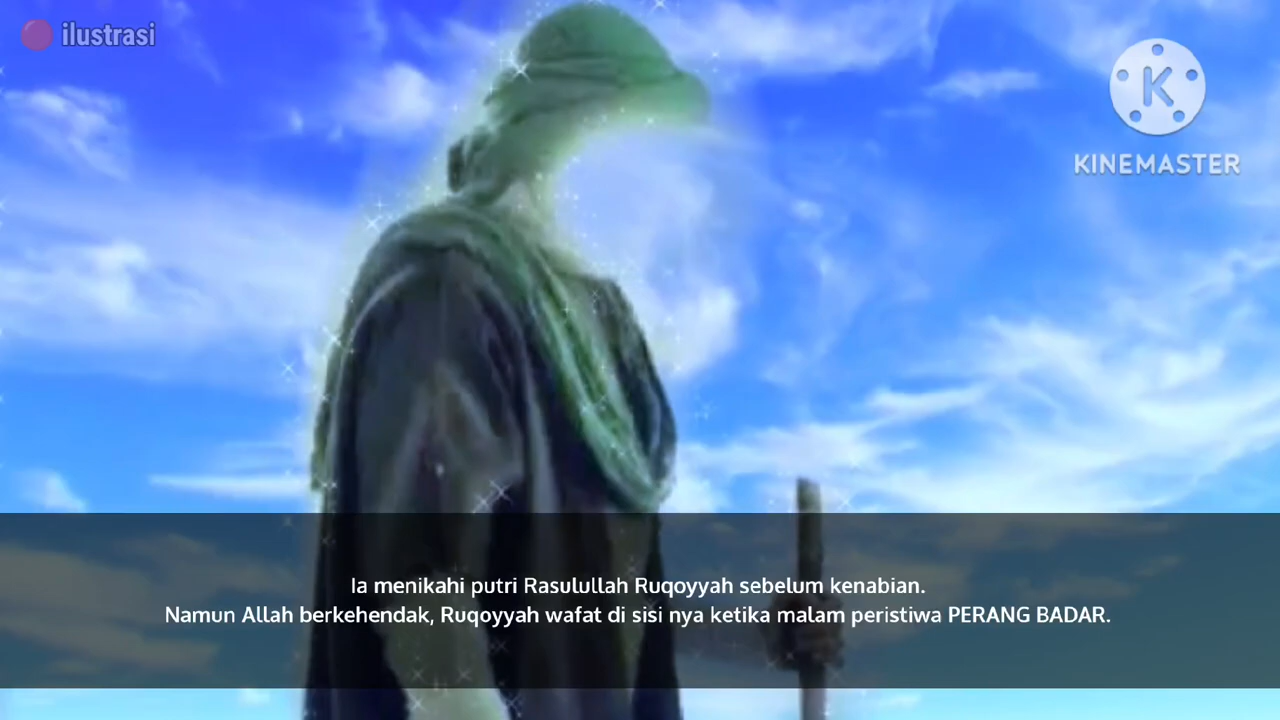 ilustrasi
KINEMASTER
Ia menikahi putri Rasulullah Ruqoyyah sebelum kenabian.
Namun Allah berkehendak, Ruqoyyah wafat di sisi nya ketika malam peristiwa PERANG BADAR.